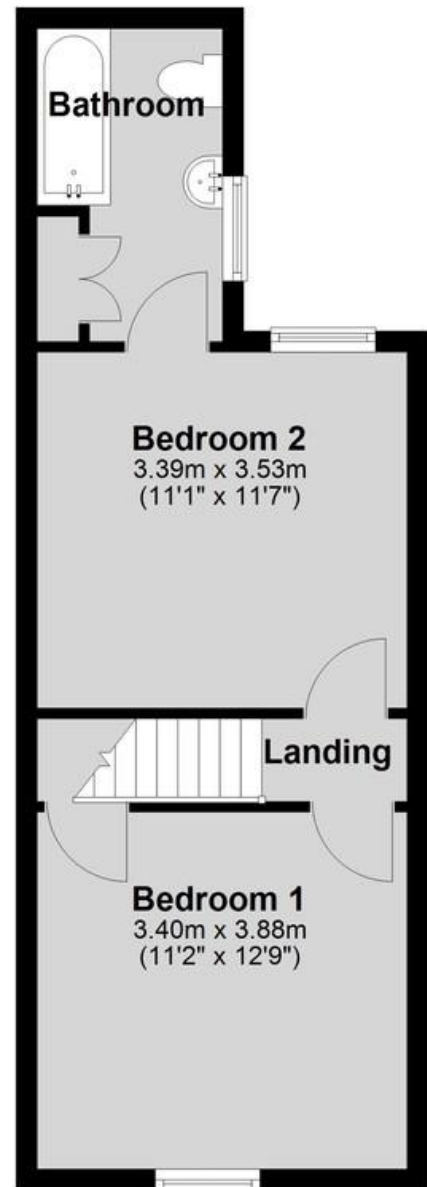 Bathroom
Bedroom 2
3.39m x 3.53m
(11'1" x 11'7")
Landing
Bedroom 1
3.40m x 3.88m
(11'2" x 12'9")